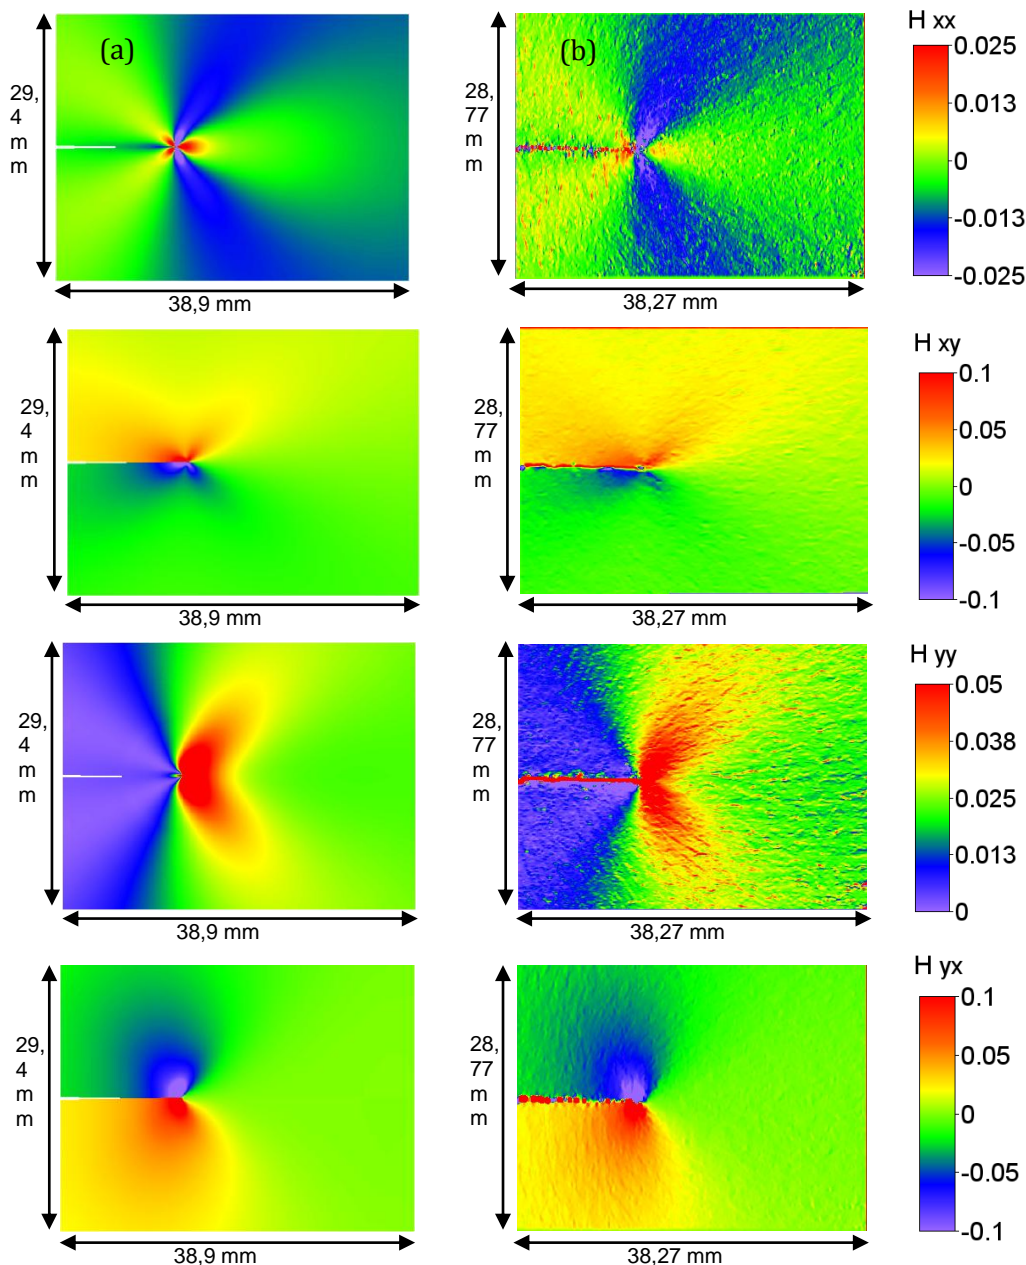 (a)
(b)
H xx
0.025
0.013
0
-0.013
-0.025
29,
4
m
m
28,
77
m
m
38,9 mm
38,27 mm
H xy
0.1
0.05
0
-0.05
-0.1
29,
4
m
m
28,
77
m
m
38,9 mm
38,27 mm
H yy
0.05
0.038
0.025
0.013
0
29,
4
m
m
28,
77
m
m
38,9 mm
38,27 mm
H yx
0.1
0.05
0
-0.05
-0.1
29,
4
m
m
28,
77
m
m
38,9 mm
38,27 mm